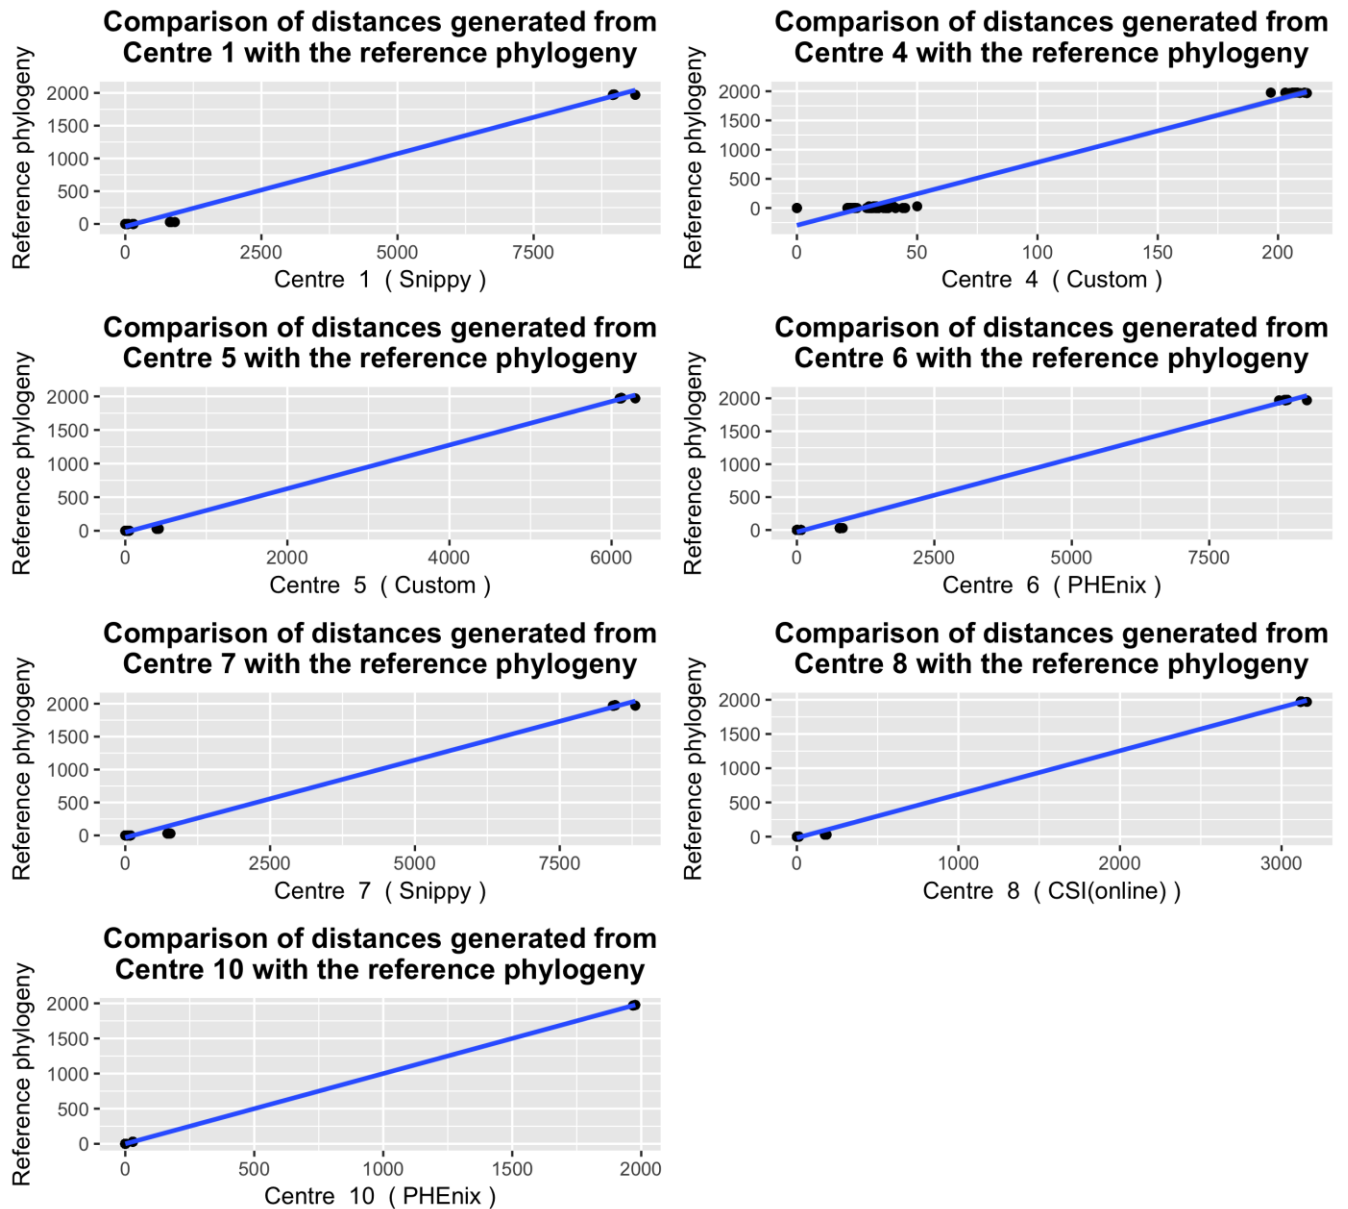 Comparison of distances generated from
Centre 1 with the reference phylogeny
Reference phylogeny
2000
1500
1000
500
0
0 2500 5000 7500
Centre 1 ( Snippy )
Comparison of distances generated from
Centre 4 with the reference phylogeny
Reference phylogeny
2000
1500
1000
500
0
0 50 100 150 200
Centre 4 ( Custom )
Comparison of distances generated from
Centre 5 with the reference phylogeny
Reference phylogeny
2000
1500
1000
500
0
0 2000 4000 6000
Centre 5 ( Custom )
Comparison of distances generated from
Centre 6 with the reference phylogeny
Reference phylogeny
2000
1500
1000
500
0
0 2500 5000 7500
Centre 6 ( PHEnix )
Comparison of distances generated from
Centre 7 with the reference phylogeny
Reference phylogeny
2000
1500
1000
500
0
0 2500 5000 7500
Centre 7 ( Snippy )
Comparison of distances generated from
Centre 8 with the reference phylogeny
Reference phylogeny
2000
1500
1000
500
0
0 1000 2000 3000
Centre 8 ( CSI(online) )
Comparison of distances generated from
Centre 10 with the reference phylogeny
Reference phylogeny
2000
1500
1000
500
0
0 500 1000 1500 2000
Centre 10 ( PHEnix )